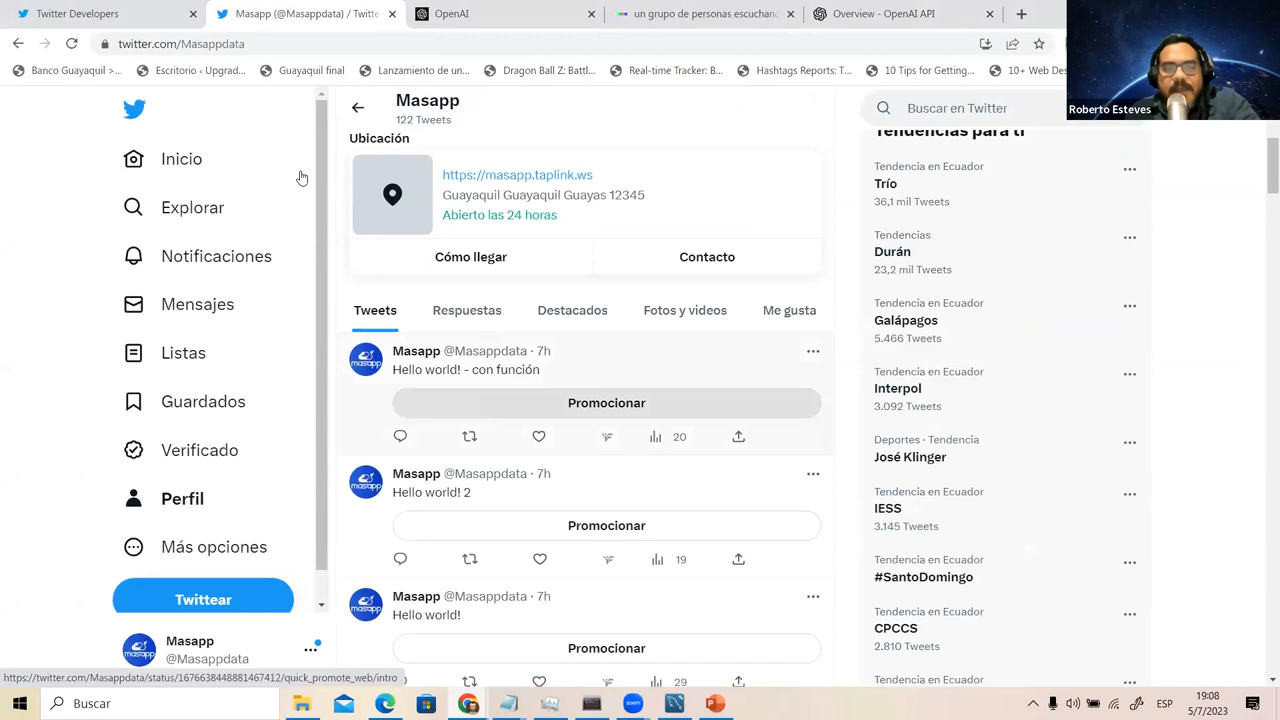 Twitter Developers
Masapp (@Masappdata) / Twitte
OpenAI
un grupo de personas escuchan
Overview - OpenAI API
twitter.com/Masappdata
Banco Guayaquil >...
Escritorio ‹ Upgrad...
Guayaquil final
Lanzamiento de un...
Dragon Ball Z: Battl...
Real-time Tracker: B...
Hashtags Reports: T...
10 Tips for Getting...
10+ Web Des
Roberto Esteves
Inicio
Explorar
Notificaciones
Mensajes
Listas
Guardados
Verificado
Perfil
Más opciones
Twittear
Masapp
@Masappdata
Masapp
122 Tweets
Ubicación
https://masapp.taplink.ws
Guayaquil Guayaquil Guayas 12345
Abierto las 24 horas
Cómo llegar
Contacto
Tweets
Respuestas
Destacados
Fotos y videos
Me gusta
Masapp @Masappdata · 7h
Hello world! - con función
Promocionar
20
Masapp @Masappdata · 7h
Hello world! 2
Promocionar
19
Masapp @Masappdata · 7h
Hello world!
Promocionar
29
Buscar en Twitter
Tendencias para ti
Tendencia en Ecuador
Trío
36,1 mil Tweets
Tendencias
Durán
23,2 mil Tweets
Tendencia en Ecuador
Galápagos
5.466 Tweets
Tendencia en Ecuador
Interpol
3.092 Tweets
Deportes · Tendencia
José Klinger
Tendencia en Ecuador
IESS
3.145 Tweets
Tendencia en Ecuador
#SantoDomingo
Tendencia en Ecuador
CPCCS
2.810 Tweets
Tendencia en Ecuador
https://twitter.com/Masappdata/status/1676638448881467412/quick_promote_web/intro
Buscar
ESP
19:08
5/7/2023